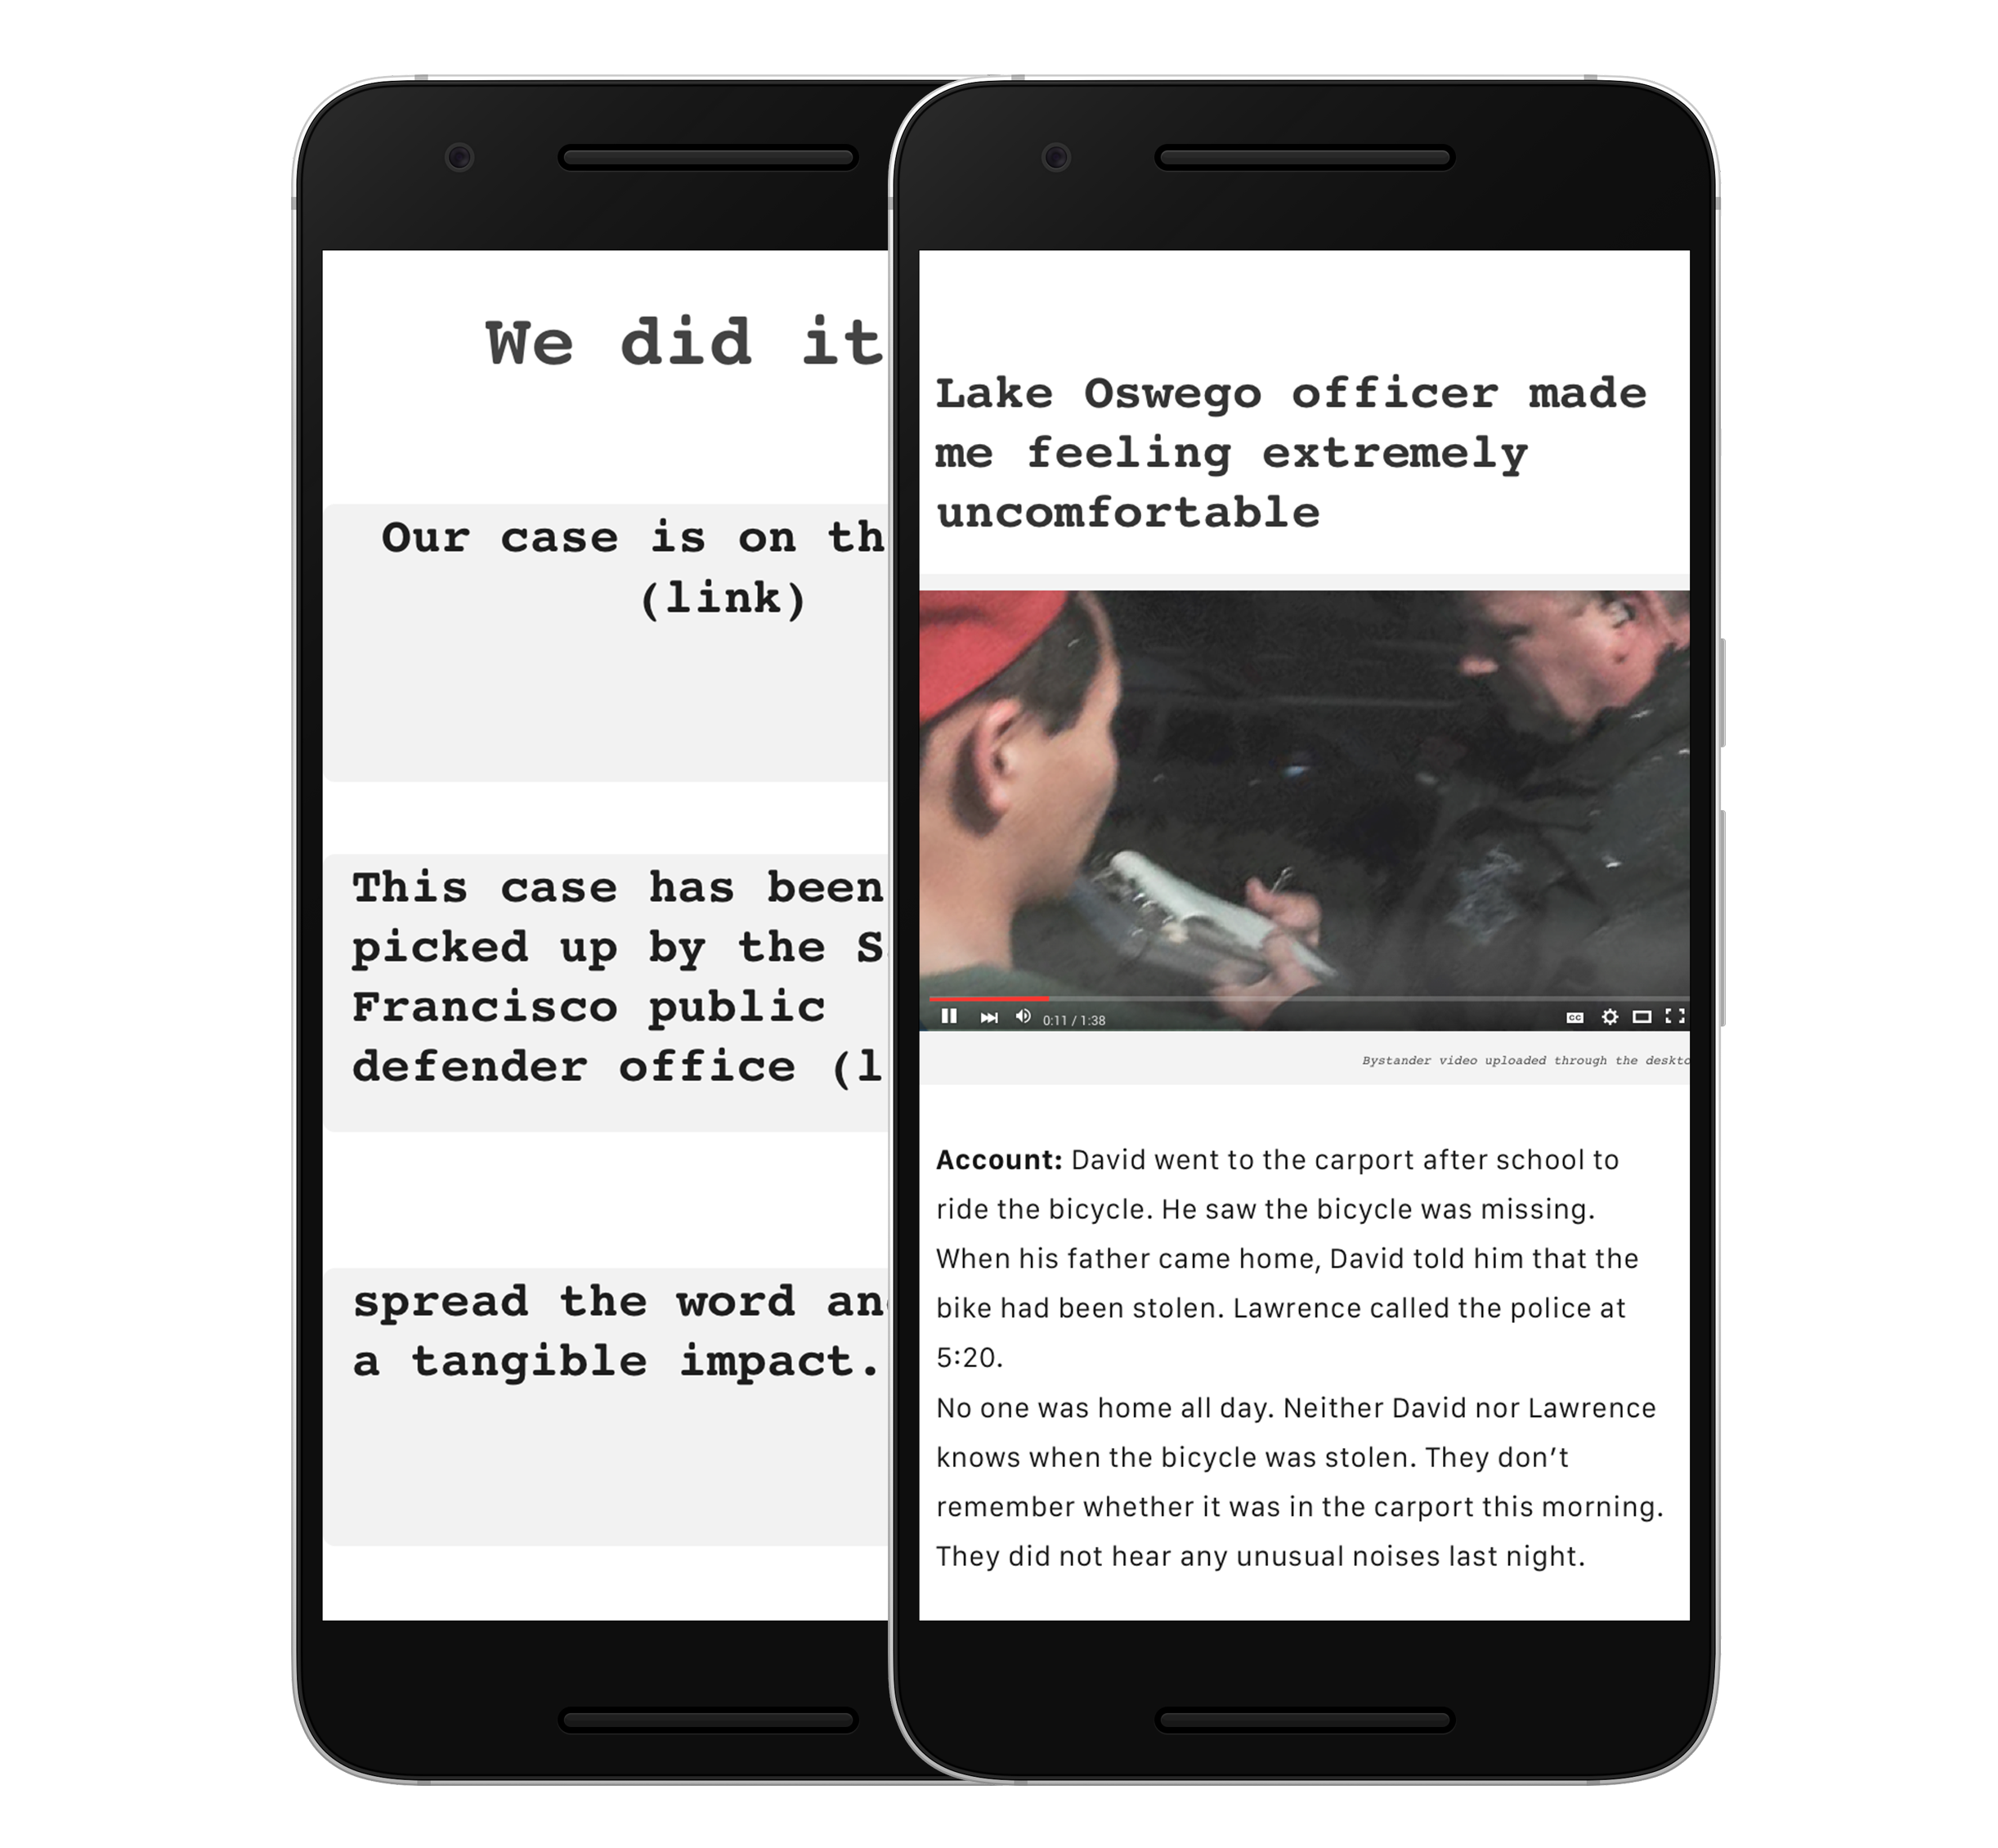 We did it
Our case is on th
(link)
This case has been
picked up by the S
Francisco public
defender office (l
spread the word an
a tangible impact.
Lake Oswego officer made
me feeling extremely
uncomfortable
0:11 / 1:38
CC
Bystander video uploaded through the deskto
Account: David went to the carport after school to
ride the bicycle. He saw the bicycle was missing.
When his father came home, David told him that the
bike had been stolen. Lawrence called the police at
5:20.
No one was home all day. Neither David nor Lawrence
knows when the bicycle was stolen. They don’t
remember whether it was in the carport this morning.
They did not hear any unusual noises last night.